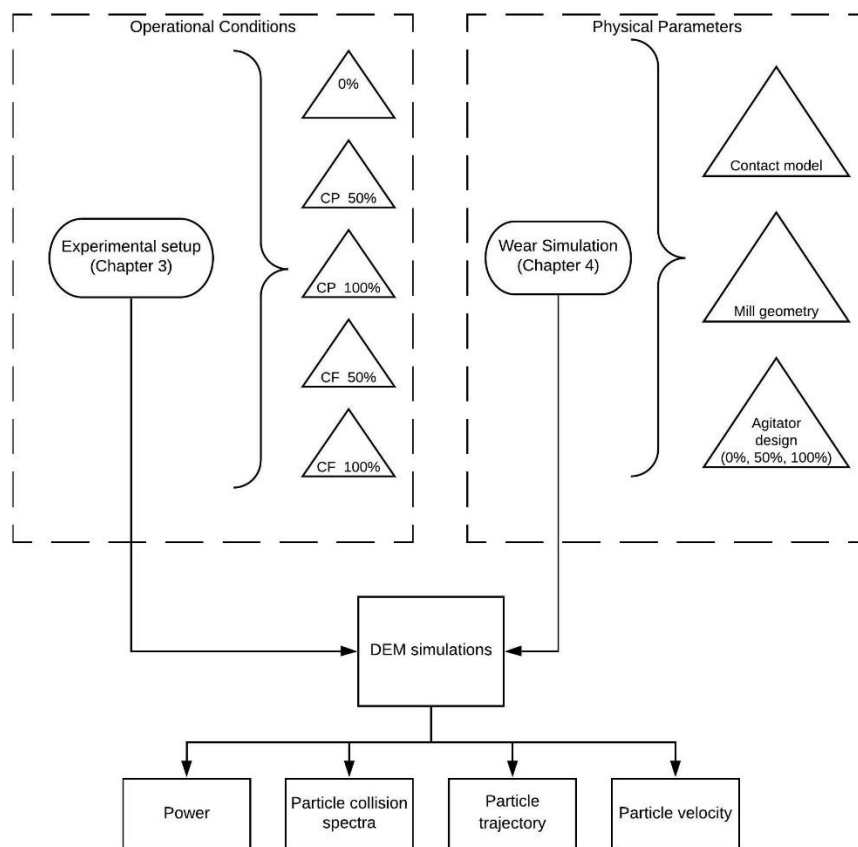 Operational Conditions
0%
CP 50%
Experimental setup
(Chapter 3)
CP 100%
CF 50%
CF 100%
Physical Parameters
Contact model
Wear Simulation
(Chapter 4)
Mill geometry
Agitator
design
(0%, 50%, 100%)
DEM simulations
Power
Particle collision
spectra
Particle
trajectory
Particle velocity